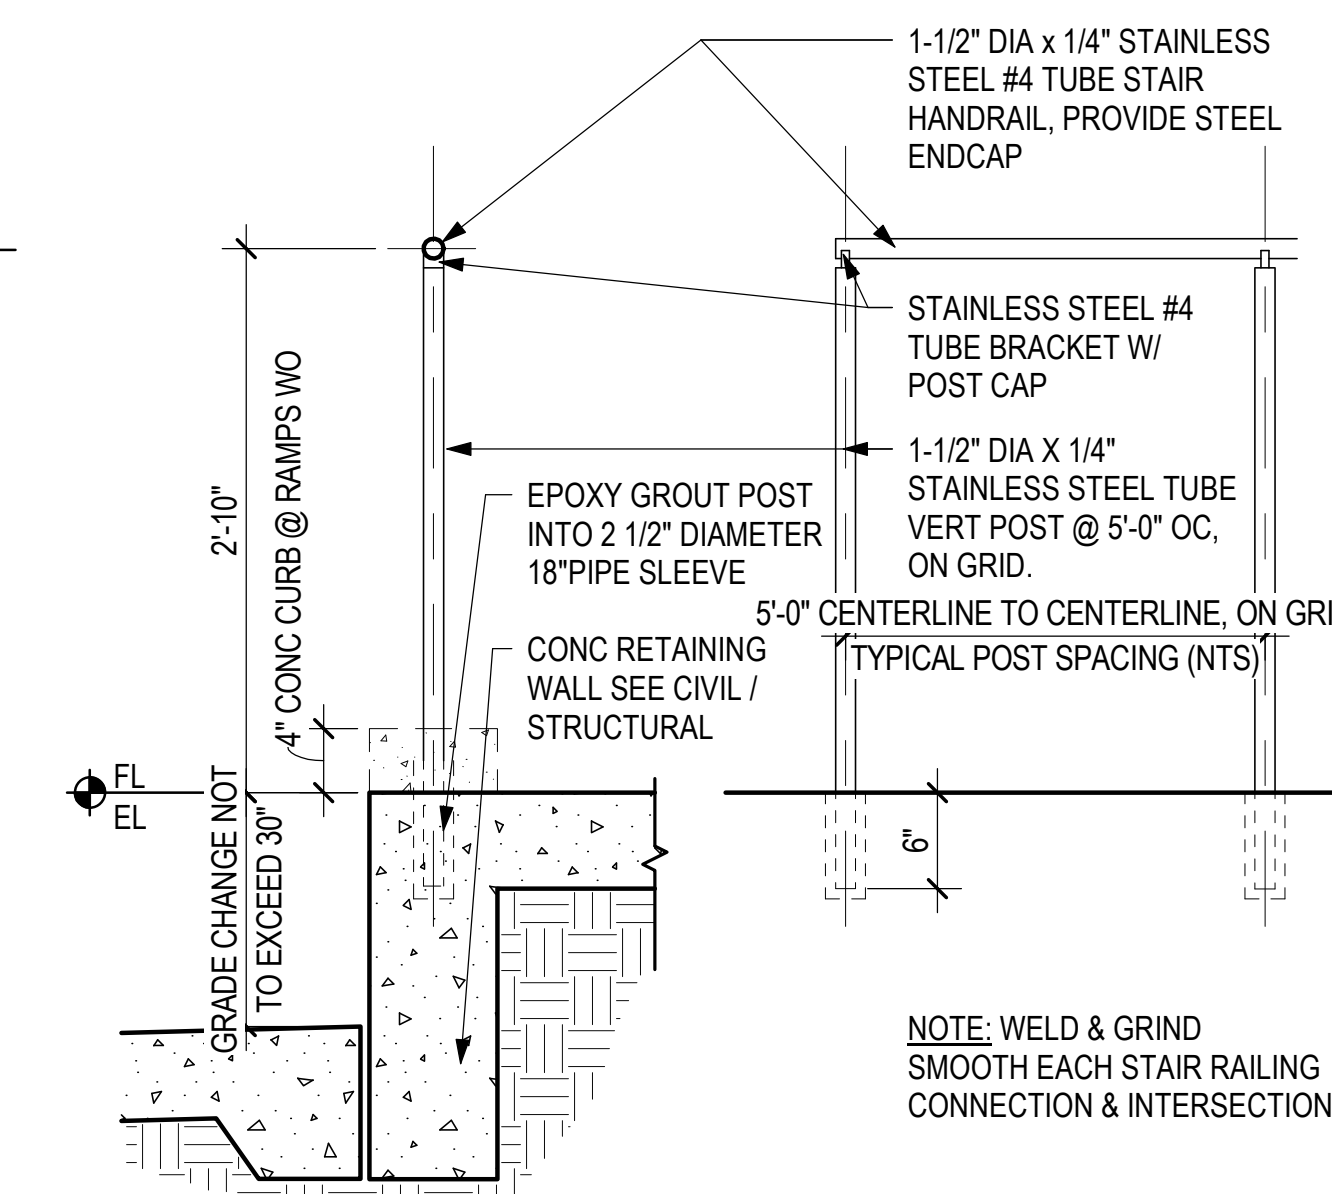 1-1/2" DIA x 1/4" STAINLESS
STEEL #4 TUBE STAIR
HANDRAIL, PROVIDE STEEL
ENDCAP
STAINLESS STEEL #4
TUBE BRACKET W/
POST CAP
1-1/2" DIA X 1/4"
STAINLESS STEEL TUBE
VERT POST @ 5'-0" OC,
ON GRID.
5'-0" CENTERLINE TO CENTERLINE, ON GRI
TYPICAL POST SPACING (NTS)
EPOXY GROUT POST
INTO 2 1/2" DIAMETER
18"PIPE SLEEVE
CONC RETAINING
WALL SEE CIVIL /
STRUCTURAL
2'-10"
4" CONC CURB @ RAMPS WO
FL
EL
GRADE CHANGE NOT
TO EXCEED 30"
6"
NOTE: WELD & GRIND
SMOOTH EACH STAIR RAILING
CONNECTION & INTERSECTION